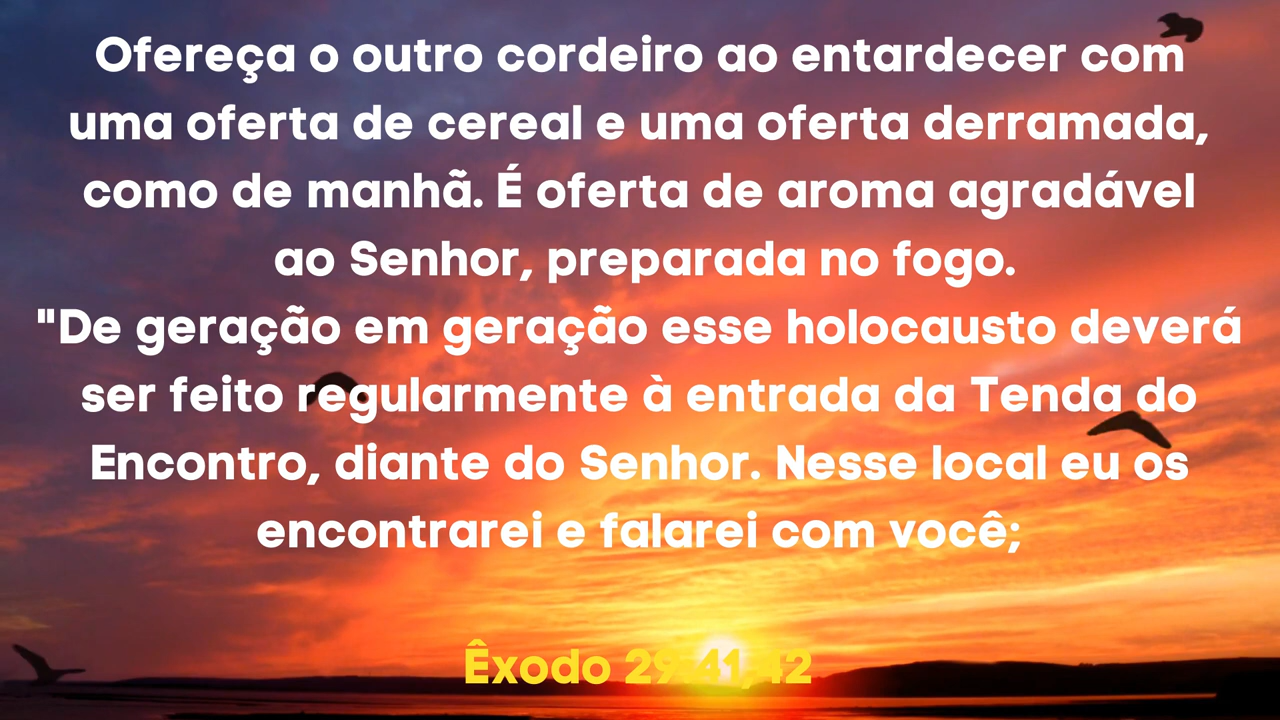 Ofereça o outro cordeiro ao entardecer com
uma oferta de cereal e uma oferta derramada,
como de manhã. É oferta de aroma agradável
ao Senhor, preparada no fogo.
"De geração em geração esse holocausto deverá
ser feito regularmente à entrada da Tenda do
Encontro, diante do Senhor. Nesse local eu os
encontrarei e falarei com você;
Êxodo 29:41,42